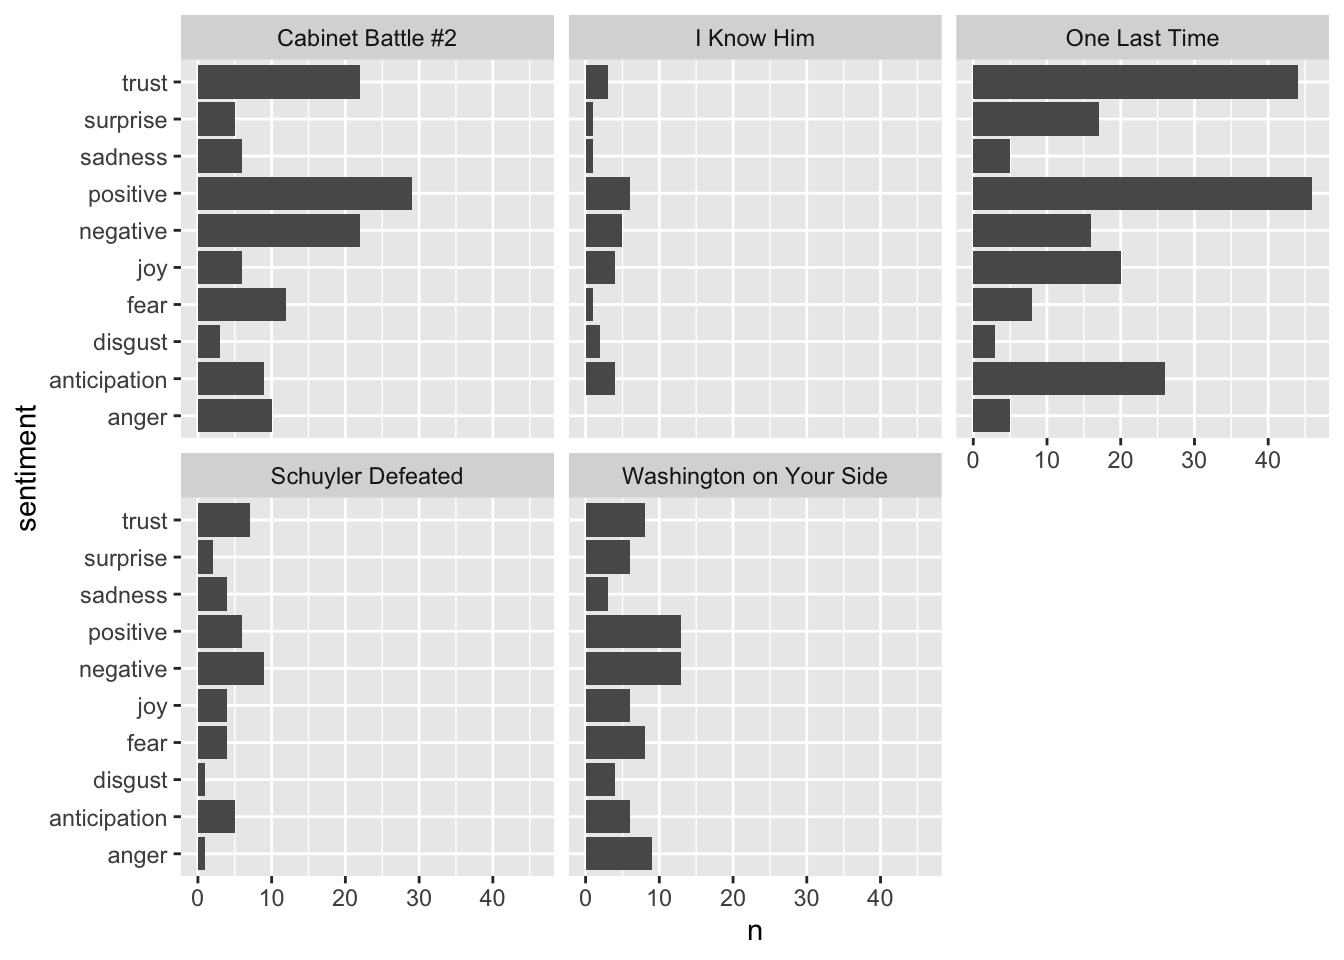 Cabinet Battle #2
I Know Him
One Last Time
trust
surprise
sadness
positive
negative
joy
fear
disgust
anticipation
anger
0 10 20 30 40
Schuyler Defeated
Washington on Your Side
trust
surprise
sadness
positive
negative
joy
fear
disgust
anticipation
anger
0 10 20 30 40
0 10 20 30 40
n
sentiment